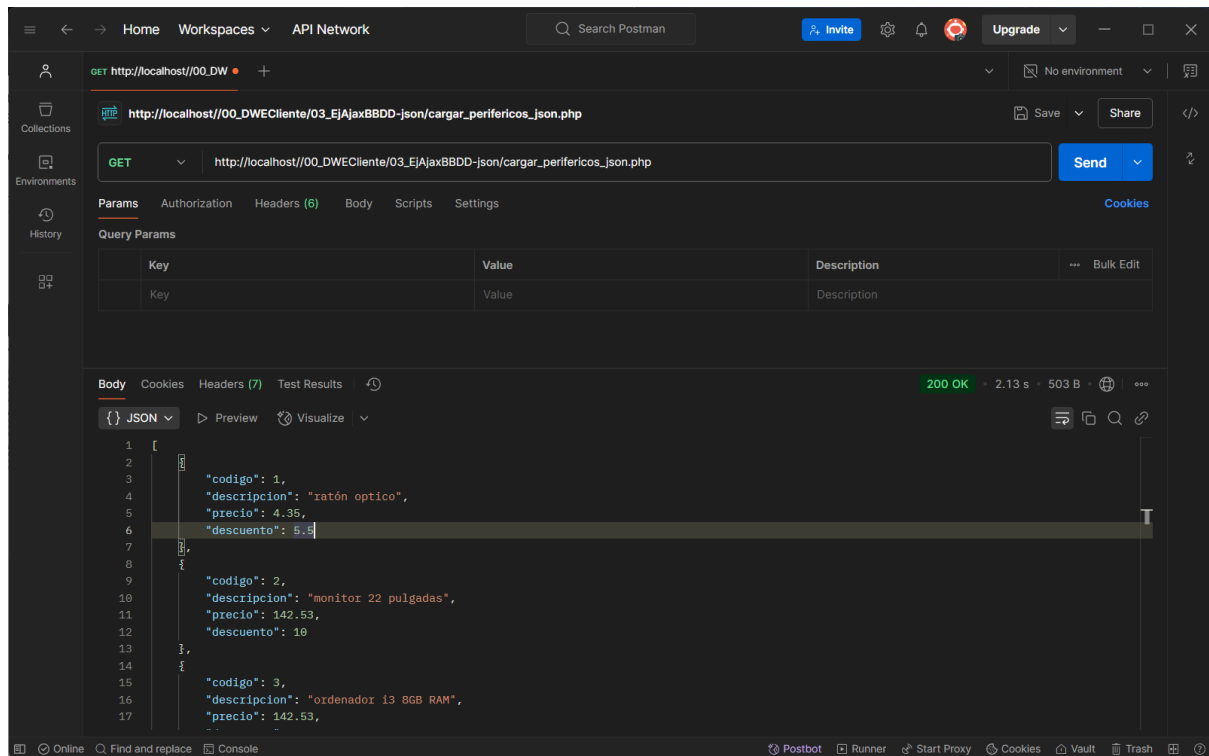 Home Workspaces API Network Search Postman Invite Upgrade
GET http://localhost//00_DW No environment
HTTP http://localhost//00_DWECliente/03_EjAjaxBBDD-json/cargar_perifericos_json.php Save Share
Collections
GET http://localhost//00_DWECliente/03_EjAjaxBBDD-json/cargar_perifericos_json.php Send
Environments
Params Authorization Headers (6) Body Scripts Settings Cookies
History
Query Params
Key Value Description Bulk Edit
Key Value Description
Body Cookies Headers (7) Test Results 200 OK 2.13 s 503 B
{} JSON Preview Visualize
1 [
2 {
3 "codigo": 1,
4 "descripcion": "ratón optico",
5 "precio": 4.35,
6 "descuento": 5.5
7 },
8 {
9 "codigo": 2,
10 "descripcion": "monitor 22 pulgadas",
11 "precio": 142.53,
12 "descuento": 10
13 },
14 {
15 "codigo": 3,
16 "descripcion": "ordenador i3 8GB RAM",
17 "precio": 142.53,
Online Find and replace Console Postbot Runner Start Proxy Cookies Vault Trash